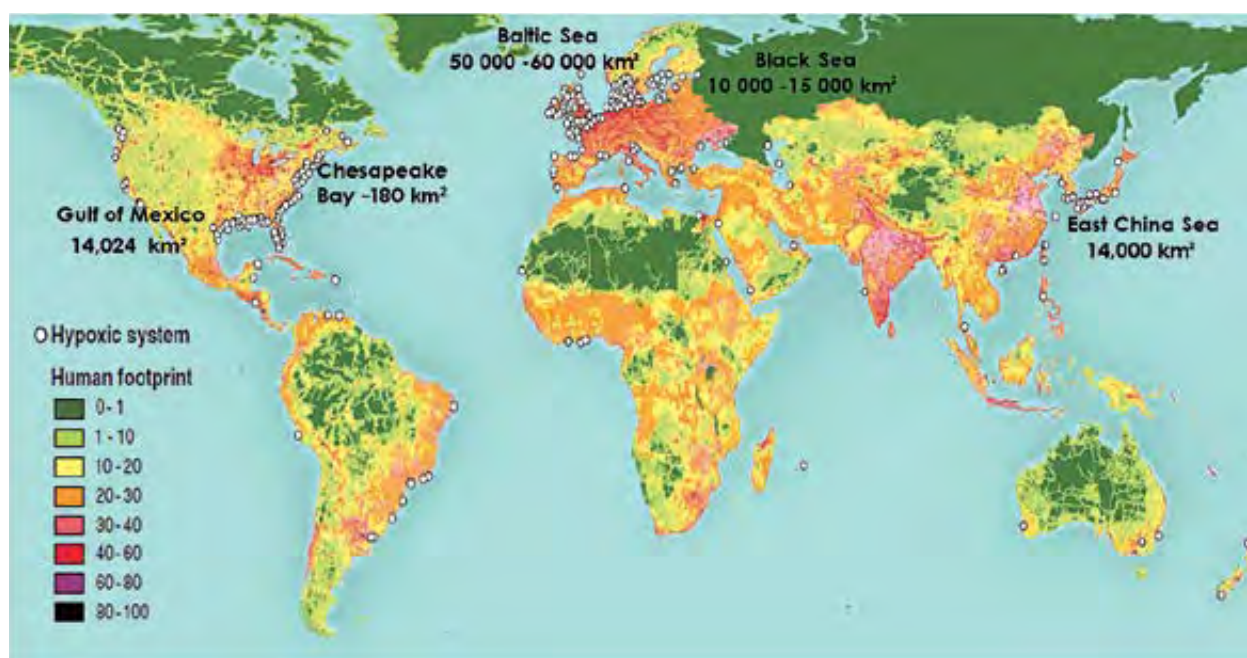 Baltic Sea
50 000 -60 000 km²
Black Sea
10 000 -15 000 km²
Chesapeake
Bay -180 km²
Gulf of Mexico
14,024 km²
East China Sea
14,000 km²
Hypoxic system
Human footprint
0-1
1-10
10-20
20-30
30-40
40-60
60-80
80-100